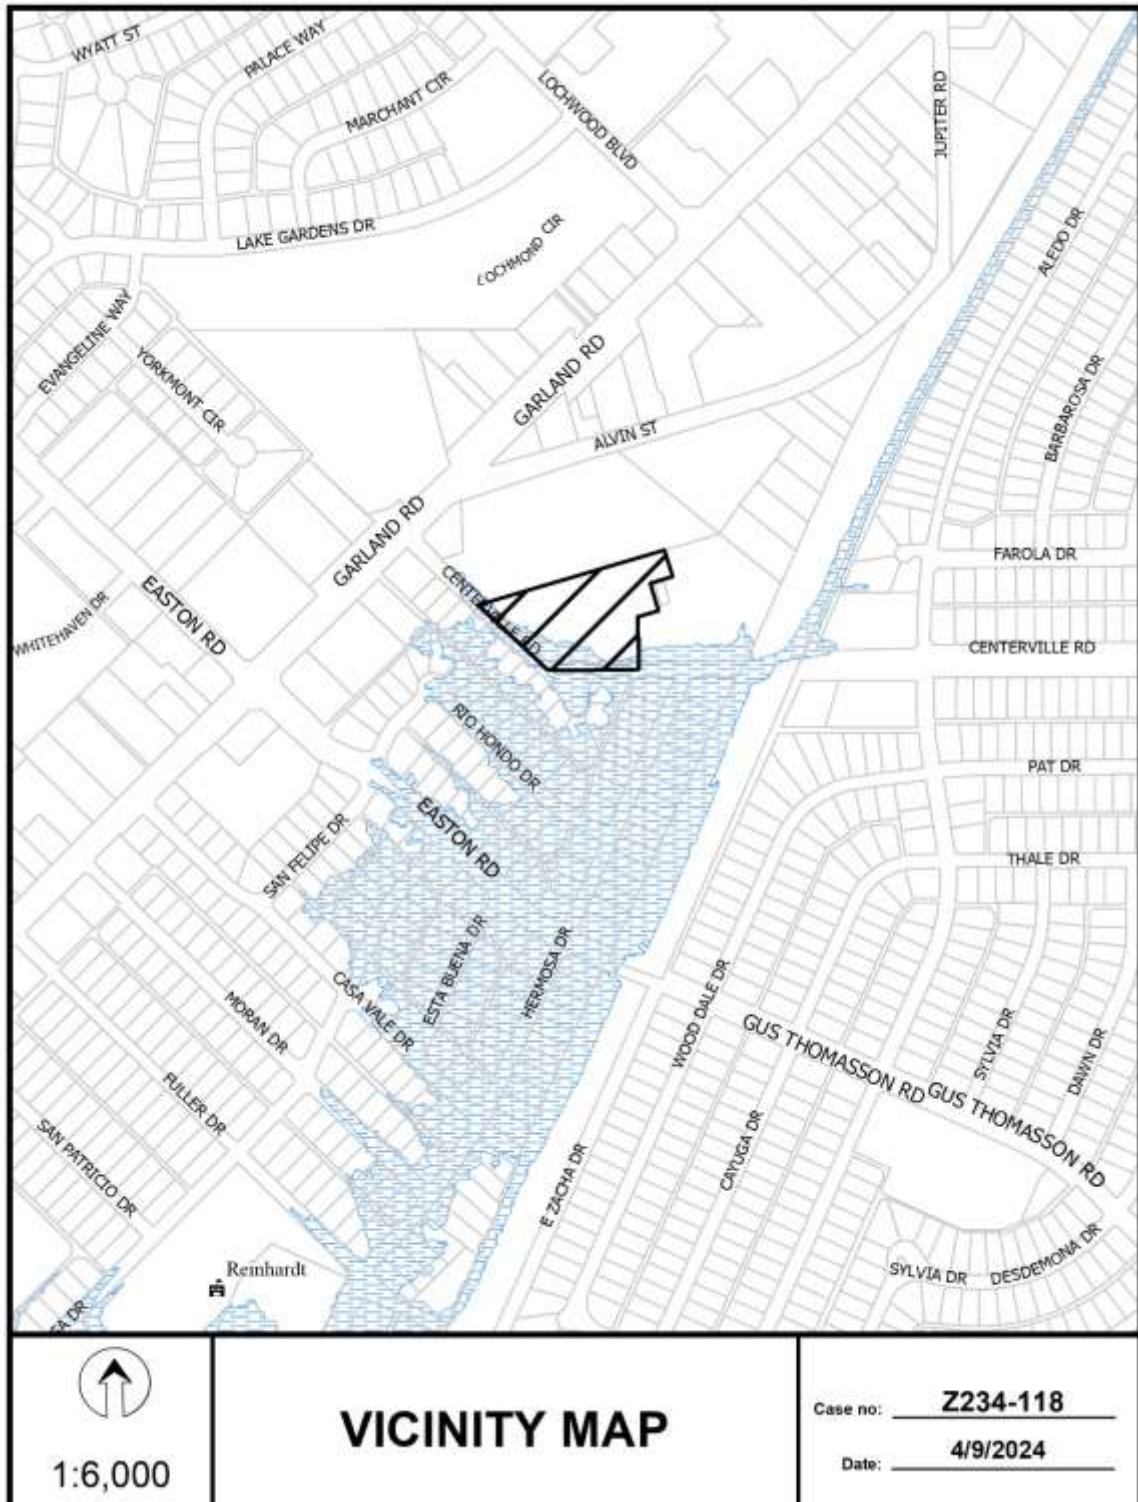 WYATT ST
PALACE WAY
MARCHANT CIR
LOCHWOOD BLVD
JUPITER RD
LAKE GARDENS DR
LOCHMOND CIR
ALEDO DR
EVANGELINE WAY
YORKMONT CIR
GARLAND RD
BARBAROSA DR
ALVIN ST
GARLAND RD
FAROLA DR
CENTERVILLE RD
EASTON RD
WHITEHAVEN DR
CENTERVILLE RD
RIO HONDO DR
PAT DR
EASTON RD
SAN FELIPE DR
THALE DR
ESTA BUENA DR
HERMOSA DR
CASA VALE DR
MORAN DR
WOOD DALE DR
GUS THOMASSON RD
SYLVIA DR
DAWN DR
GUS THOMASSON RD
FULLER DR
SAN PATRICIO DR
CAYUGA DR
E ZACHA DR
Reinhardt
SYLVIA DR
DESDEMONA DR
SA DR
1:6,000
VICINITY MAP
Case no: Z234-118
Date: 4/9/2024